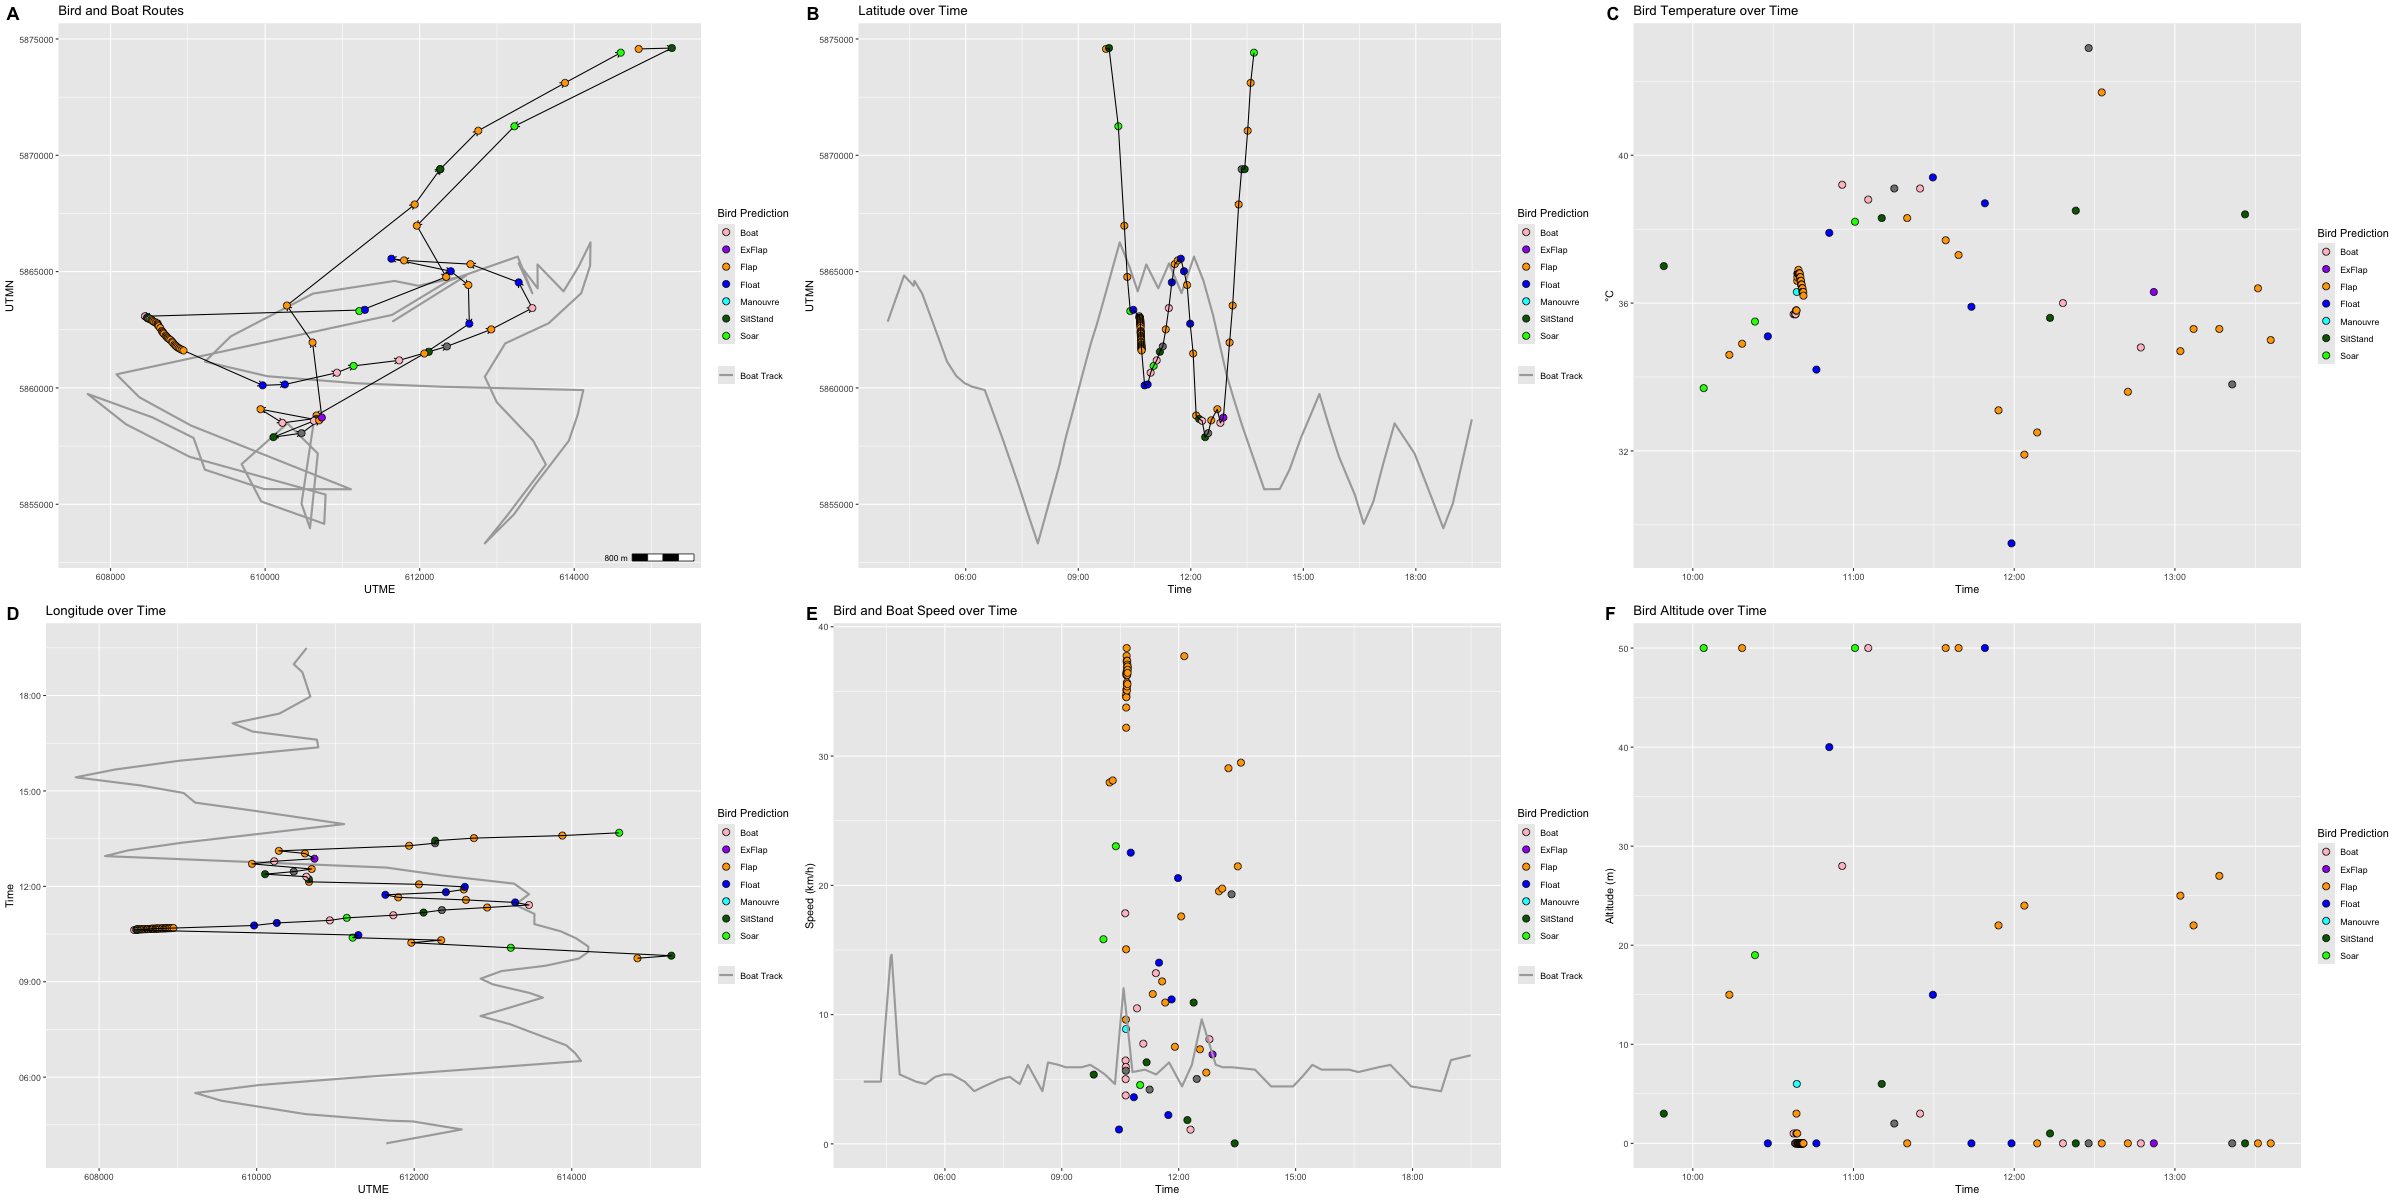 A Bird and Boat Routes
5875000
5870000
5865000
5860000
5855000
UTMN
608000 610000 612000 614000
UTME
800 m
Bird Prediction
Boat
ExFlap
Flap
Float
Manouvre
SitStand
Soar
Boat Track
B Latitude over Time
5875000
5870000
5865000
5860000
5855000
UTMN
06:00 09:00 12:00 15:00 18:00
Time
Bird Prediction
Boat
ExFlap
Flap
Float
Manouvre
SitStand
Soar
Boat Track
C Bird Temperature over Time
40
36
32
°C
10:00 11:00 12:00 13:00
Time
Bird Prediction
Boat
ExFlap
Flap
Float
Manouvre
SitStand
Soar
D Longitude over Time
18:00
15:00
12:00
09:00
06:00
Time
608000 610000 612000 614000
UTME
Bird Prediction
Boat
ExFlap
Flap
Float
Manouvre
SitStand
Soar
Boat Track
E Bird and Boat Speed over Time
40
30
20
10
0
Speed (km/h)
06:00 09:00 12:00 15:00 18:00
Time
Bird Prediction
Boat
ExFlap
Flap
Float
Manouvre
SitStand
Soar
Boat Track
F Bird Altitude over Time
50
40
30
20
10
0
Altitude (m)
10:00 11:00 12:00 13:00
Time
Bird Prediction
Boat
ExFlap
Flap
Float
Manouvre
SitStand
Soar